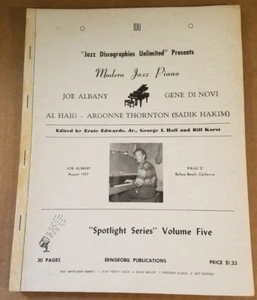 "Jazz Discographies Unlimited" Presents
Modern Jazz Piano
JOE ALBANY GENE DI NOVI
AL HAIG - ARGONNE THORNTON (SADIK HAKIM)
Edited by Ernie Edwards, Jr., George I. Hall and Bill Korst
JOE ALBANY "PAUL'S"
August 1957 Balboa Beach, California
"Spotlight Series" Volume Five
30 PAGES ERNGEOBIL PUBLICATIONS PRICE $1.25